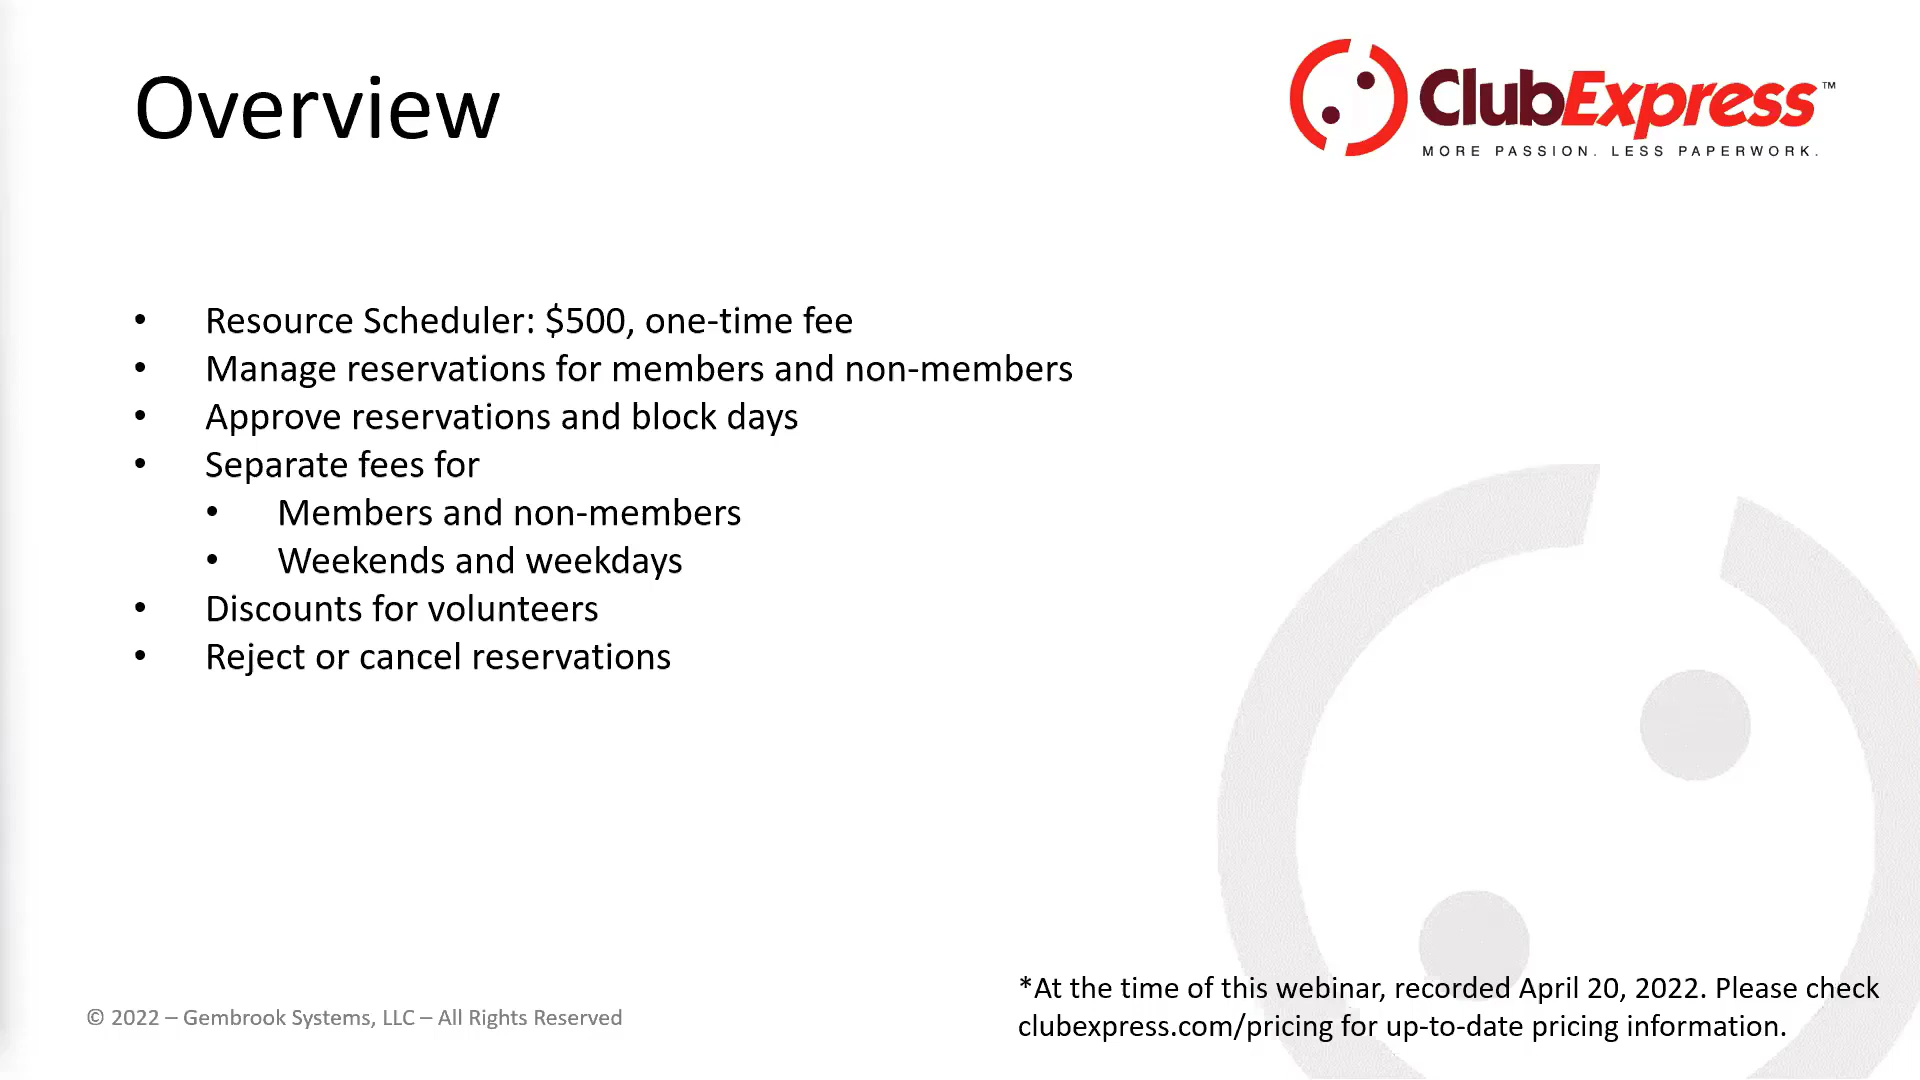 Overview
ClubExpress™
MORE PASSION. LESS PAPERWORK.
• Resource Scheduler: $500, one-time fee
• Manage reservations for members and non-members
• Approve reservations and block days
• Separate fees for
• Members and non-members
• Weekends and weekdays
• Discounts for volunteers
• Reject or cancel reservations
*At the time of this webinar, recorded April 20, 2022. Please check
clubexpress.com/pricing for up-to-date pricing information.
© 2022 – Gembrook Systems, LLC – All Rights Reserved